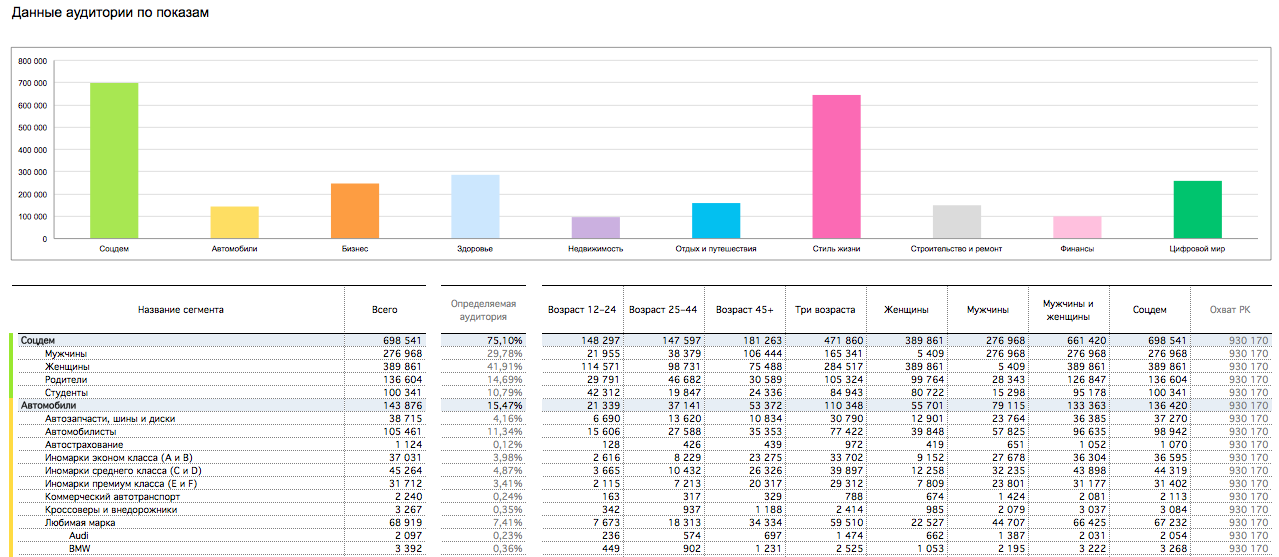 Данные аудитории по показам
800 000
700 000
600 000
500 000
400 000
300 000
200 000
100 000
0
Соцдем Автомобили Бизнес Здоровье Недвижимость Отдых и путешествия Стиль жизни Строительство и ремонт Финансы Цифровой мир
Название сегмента Всего Определяемая аудитория Возраст 12–24 Возраст 25–44 Возраст 45+ Три возраста Женщины Мужчины Мужчины и женщины Соцдем Охват РК
Соцдем 698 541 75,10% 148 297 147 597 181 263 471 860 389 861 276 968 661 420 698 541 930 170
Мужчины 276 968 29,78% 21 955 38 379 106 444 165 341 5 409 276 968 276 968 276 968 930 170
Женщины 389 861 41,91% 114 571 98 731 75 488 284 517 389 861 5 409 389 861 389 861 930 170
Родители 136 604 14,69% 29 791 46 682 30 589 105 324 99 764 28 343 126 847 136 604 930 170
Студенты 100 341 10,79% 42 312 19 847 24 336 84 943 80 722 15 298 95 178 100 341 930 170
Автомобили 143 876 15,47% 21 339 37 141 53 372 110 348 55 701 79 115 133 363 136 420 930 170
Автозапчасти, шины и диски 38 715 4,16% 6 690 13 620 10 834 30 790 12 901 23 764 36 385 37 270 930 170
Автомобилисты 105 461 11,34% 15 606 27 588 35 353 77 422 39 848 57 825 96 635 98 942 930 170
Автострахование 1 124 0,12% 128 426 439 972 419 651 1 052 1 070 930 170
Иномарки эконом класса (A и B) 37 031 3,98% 2 616 8 229 23 275 33 702 9 152 27 678 36 304 36 595 930 170
Иномарки среднего класса (C и D) 45 264 4,87% 3 665 10 432 26 326 39 897 12 258 32 235 43 898 44 319 930 170
Иномарки премиум класса (E и F) 31 712 3,41% 2 115 7 213 20 317 29 312 7 809 23 801 31 177 31 402 930 170
Коммерческий автотранспорт 2 240 0,24% 163 317 329 788 674 1 424 2 081 2 113 930 170
Кроссоверы и внедорожники 3 267 0,35% 342 937 1 188 2 414 985 2 079 3 037 3 084 930 170
Любимая марка 68 919 7,41% 7 673 18 313 34 334 59 510 22 527 44 707 66 425 67 232 930 170
Audi 2 097 0,23% 236 574 697 1 474 662 1 387 2 031 2 054 930 170
BMW 3 392 0,36% 449 902 1 231 2 525 1 053 2 195 3 222 3 268 930 170